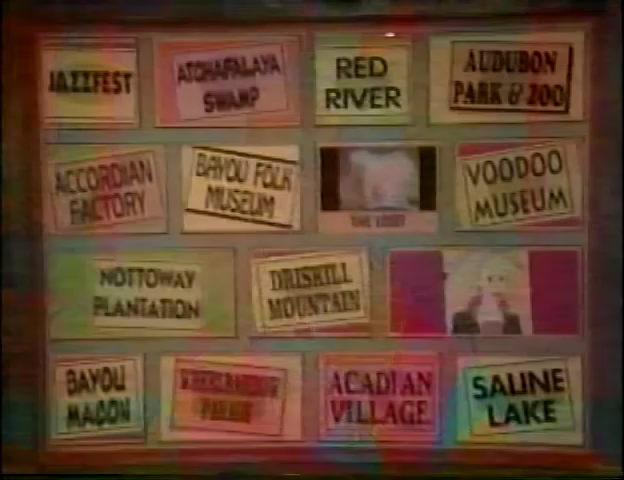 JAZZFEST
ATCHAFALAYA
SWAMP
RED
RIVER
AUDUBON
PARK & ZOO
ACCORDIAN
FACTORY
BAYOU FOLK
MUSEUM
VOODOO
MUSEUM
NOTTOWAY
PLANTATION
DRISKILL
MOUNTAIN
BAYOU
MACON
PARADE
ACADIAN
VILLAGE
SALINE
LAKE